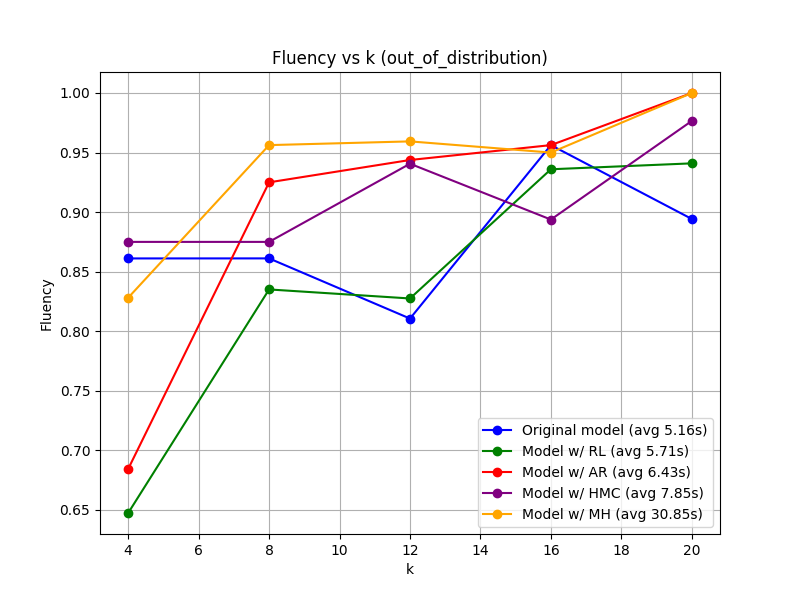 Fluency vs k (out_of_distribution)
1.00
0.95
0.90
0.85
0.80
0.75
0.70
0.65
Fluency
4 6 8 10 12 14 16 18 20
k
Original model (avg 5.16s)
Model w/ RL (avg 5.71s)
Model w/ AR (avg 6.43s)
Model w/ HMC (avg 7.85s)
Model w/ MH (avg 30.85s)